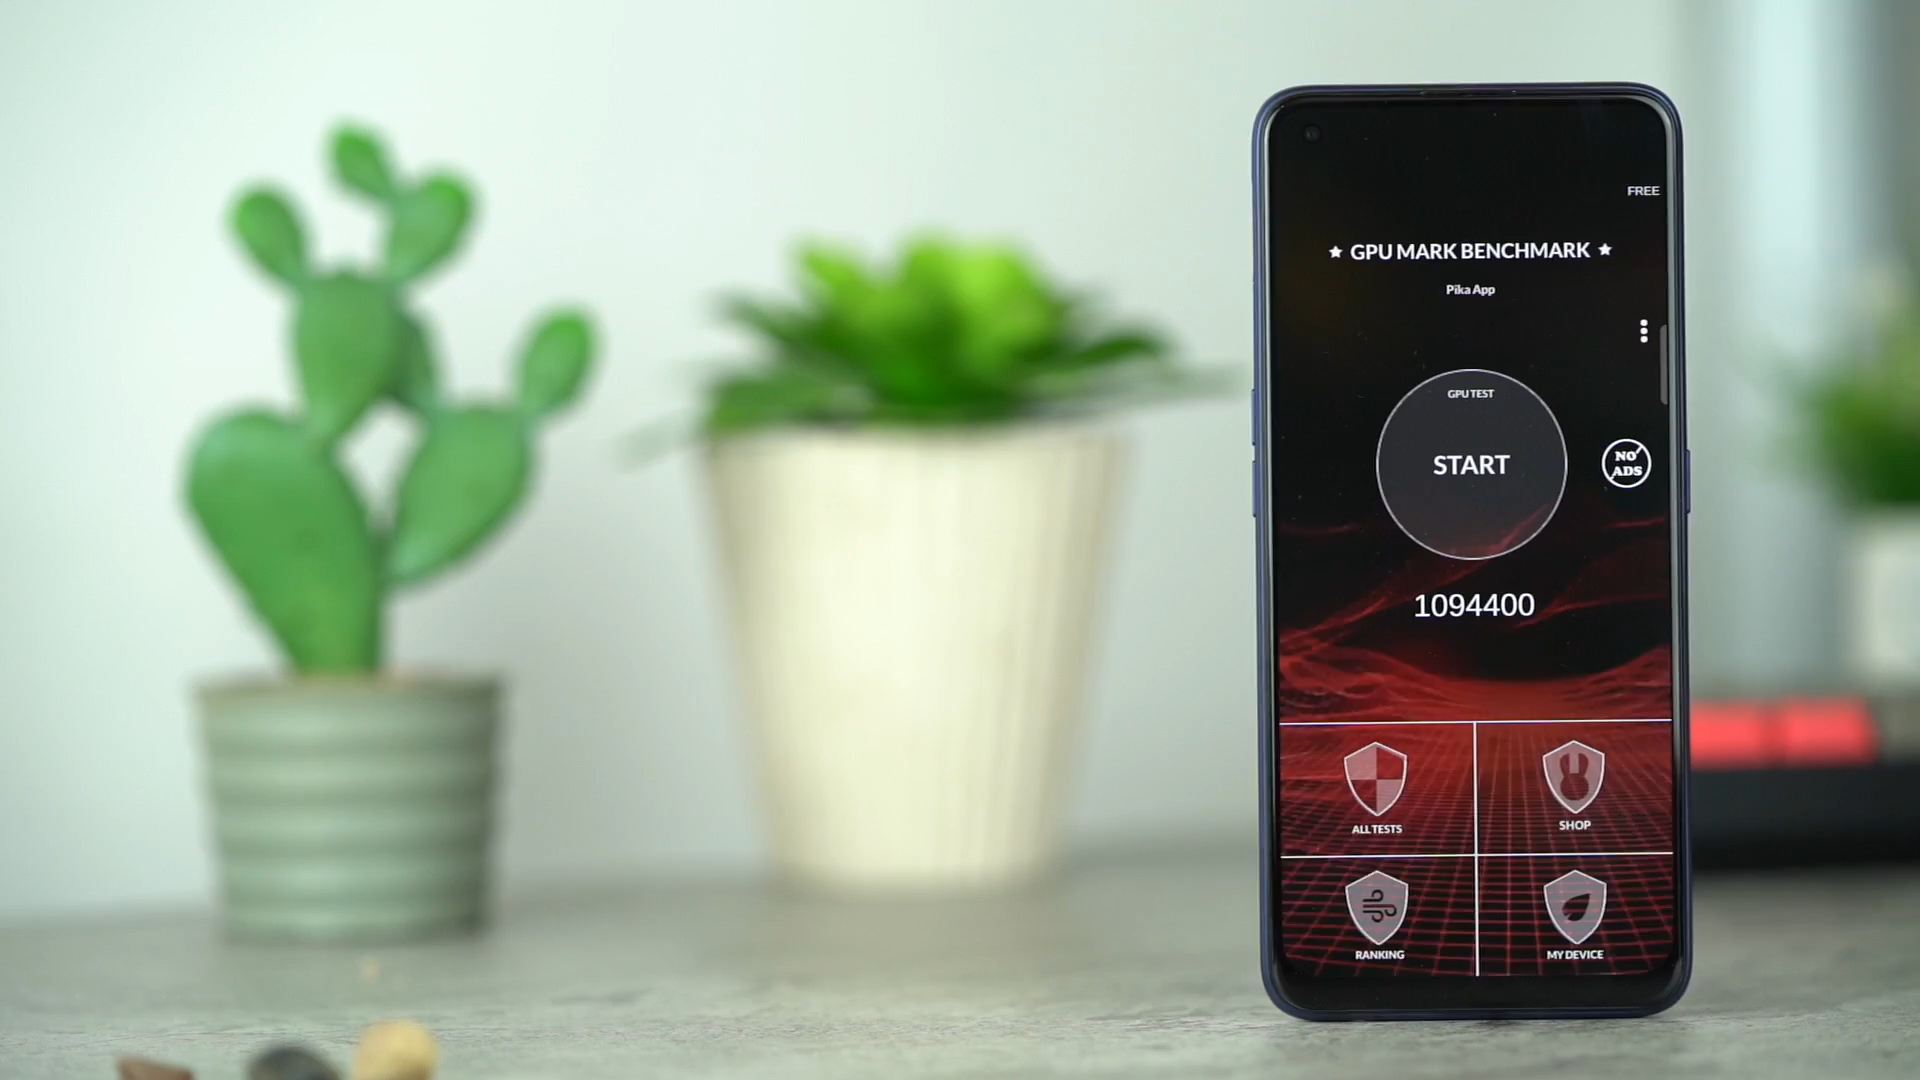 FREE
★ GPU MARK BENCHMARK ★
Pika App
GPU TEST
START
NO ADS
1094400
ALL TESTS
SHOP
RANKING
MY DEVICE